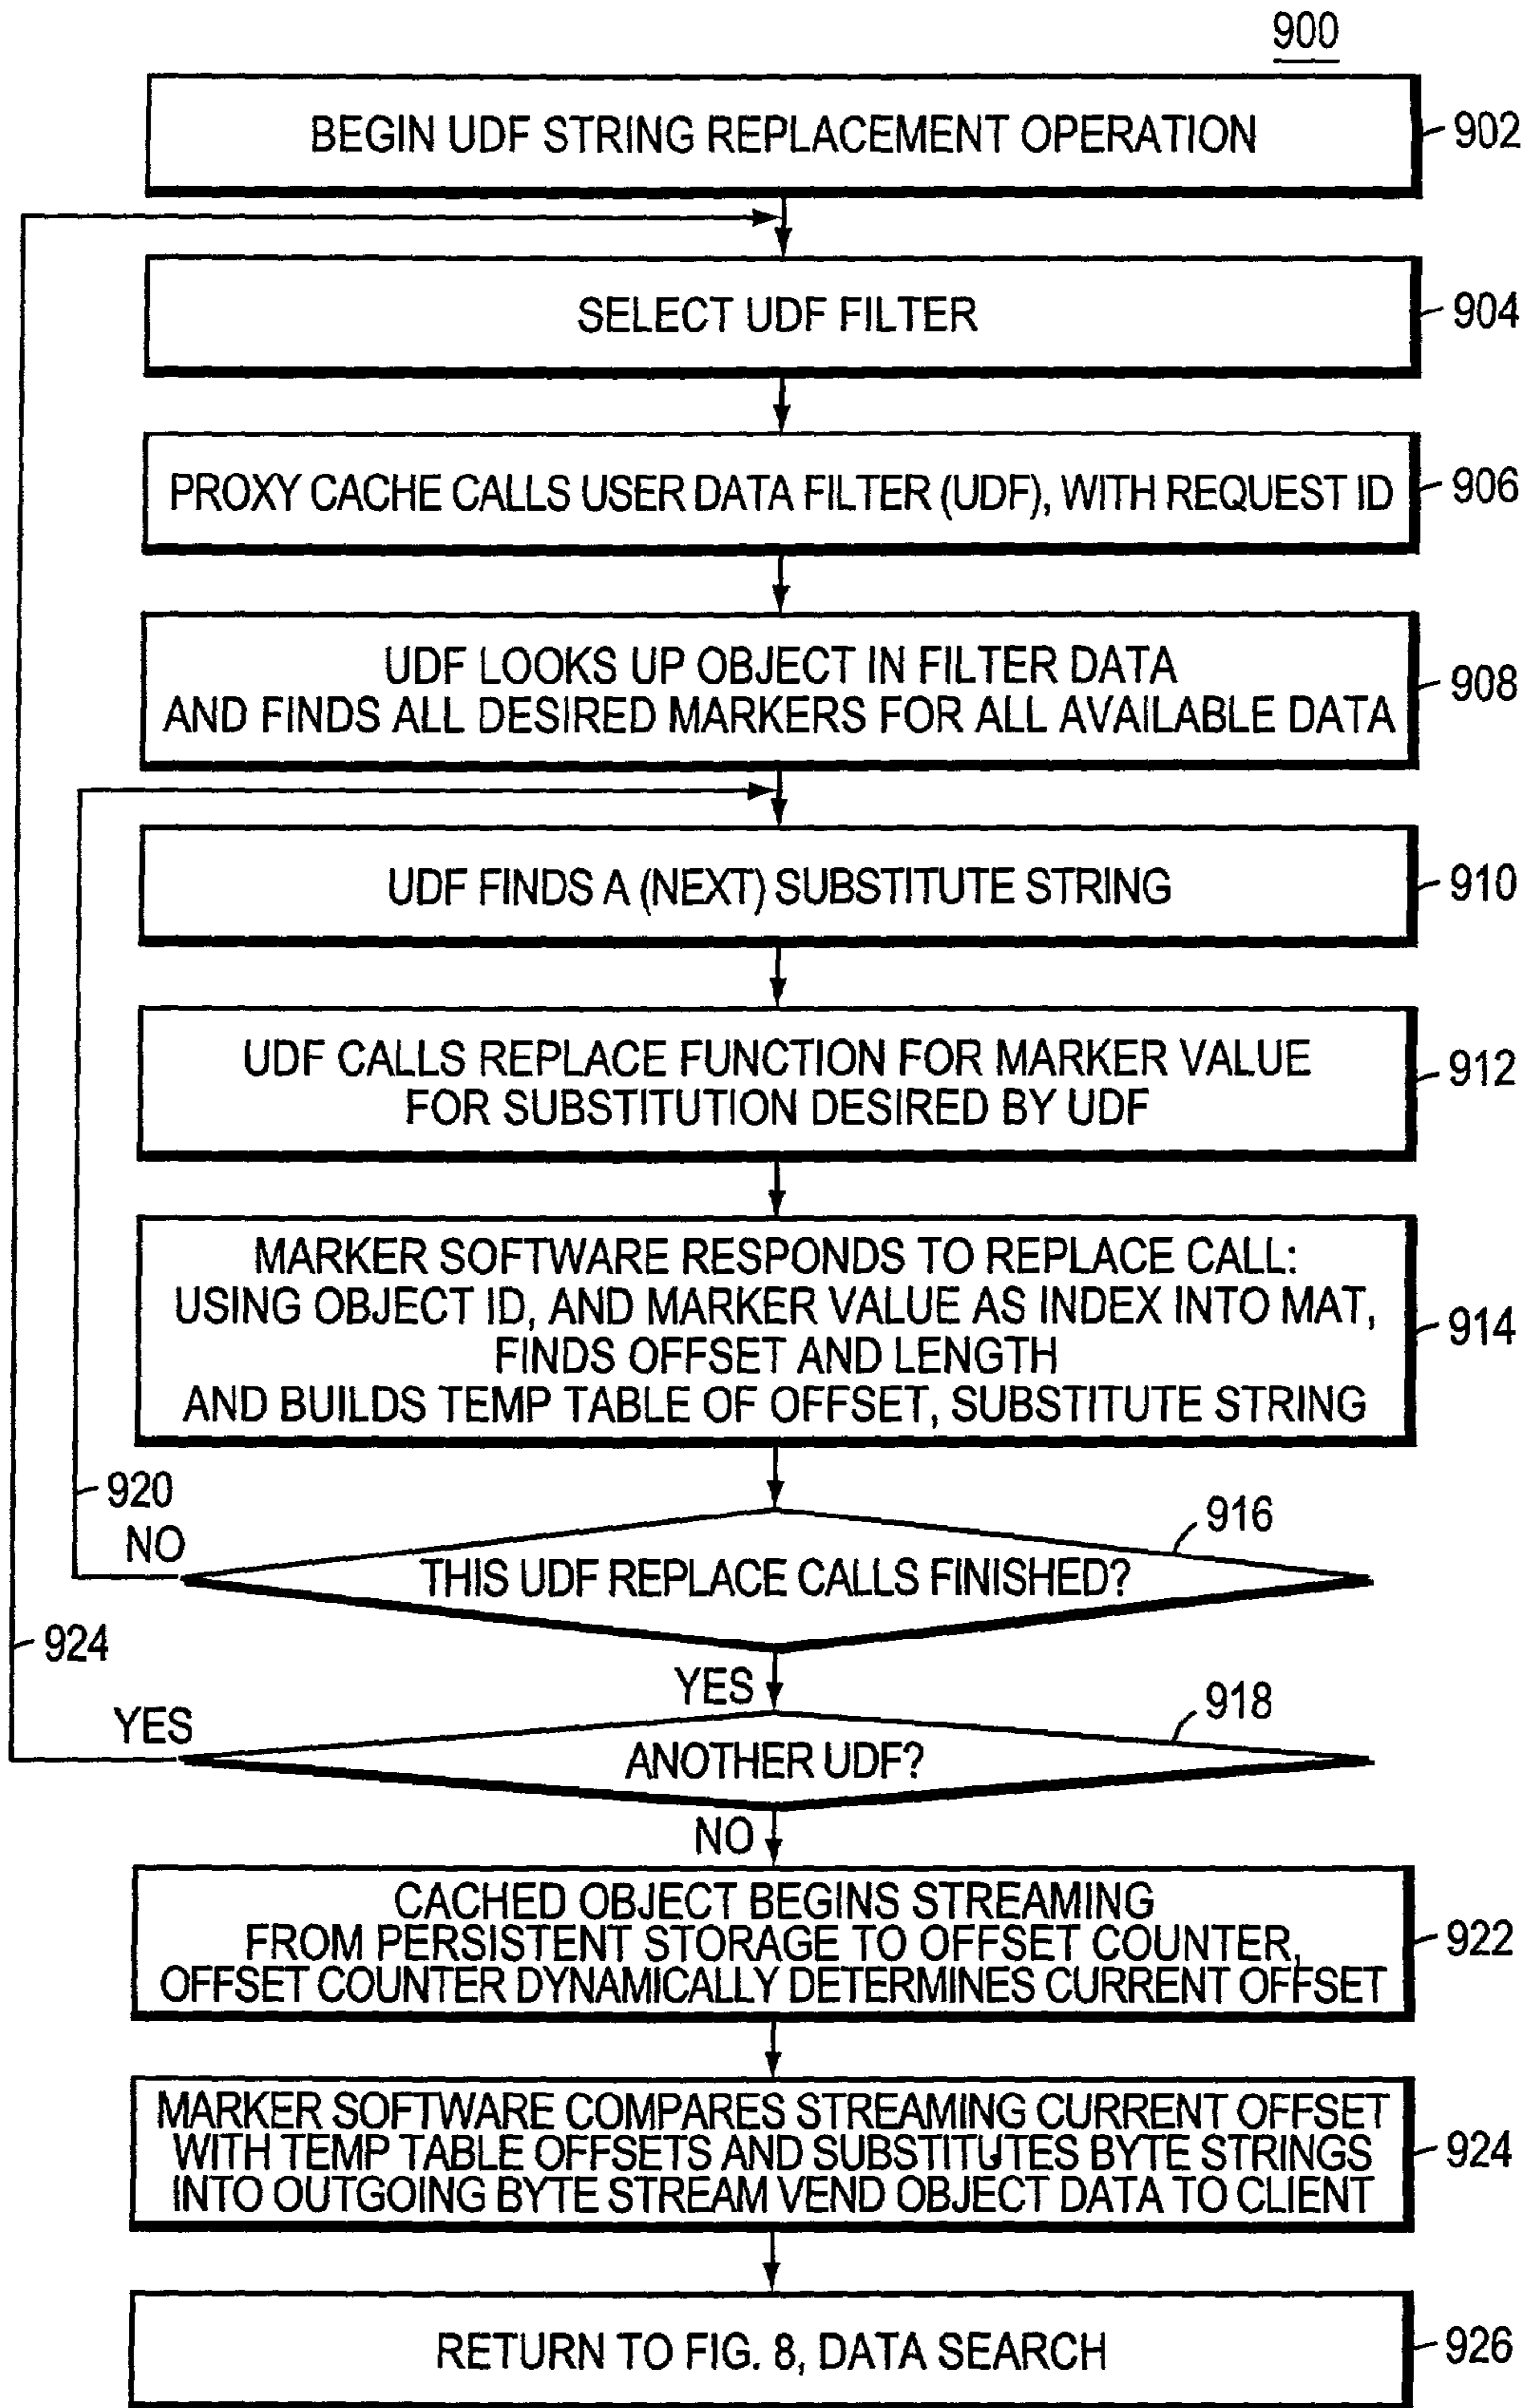 900
BEGIN UDF STRING REPLACEMENT OPERATION
902
SELECT UDF FILTER
904
PROXY CACHE CALLS USER DATA FILTER (UDF), WITH REQUEST ID
906
UDF LOOKS UP OBJECT IN FILTER DATA
AND FINDS ALL DESIRED MARKERS FOR ALL AVAILABLE DATA
908
UDF FINDS A (NEXT) SUBSTITUTE STRING
910
UDF CALLS REPLACE FUNCTION FOR MARKER VALUE
FOR SUBSTITUTION DESIRED BY UDF
912
MARKER SOFTWARE RESPONDS TO REPLACE CALL:
USING OBJECT ID, AND MARKER VALUE AS INDEX INTO MAT,
FINDS OFFSET AND LENGTH
AND BUILDS TEMP TABLE OF OFFSET, SUBSTITUTE STRING
914
920
NO
916
THIS UDF REPLACE CALLS FINISHED?
924
YES
YES
918
ANOTHER UDF?
NO
CACHED OBJECT BEGINS STREAMING
FROM PERSISTENT STORAGE TO OFFSET COUNTER,
OFFSET COUNTER DYNAMICALLY DETERMINES CURRENT OFFSET
922
MARKER SOFTWARE COMPARES STREAMING CURRENT OFFSET
WITH TEMP TABLE OFFSETS AND SUBSTITUTES BYTE STRINGS
INTO OUTGOING BYTE STREAM VEND OBJECT DATA TO CLIENT
924
RETURN TO FIG. 8, DATA SEARCH
926